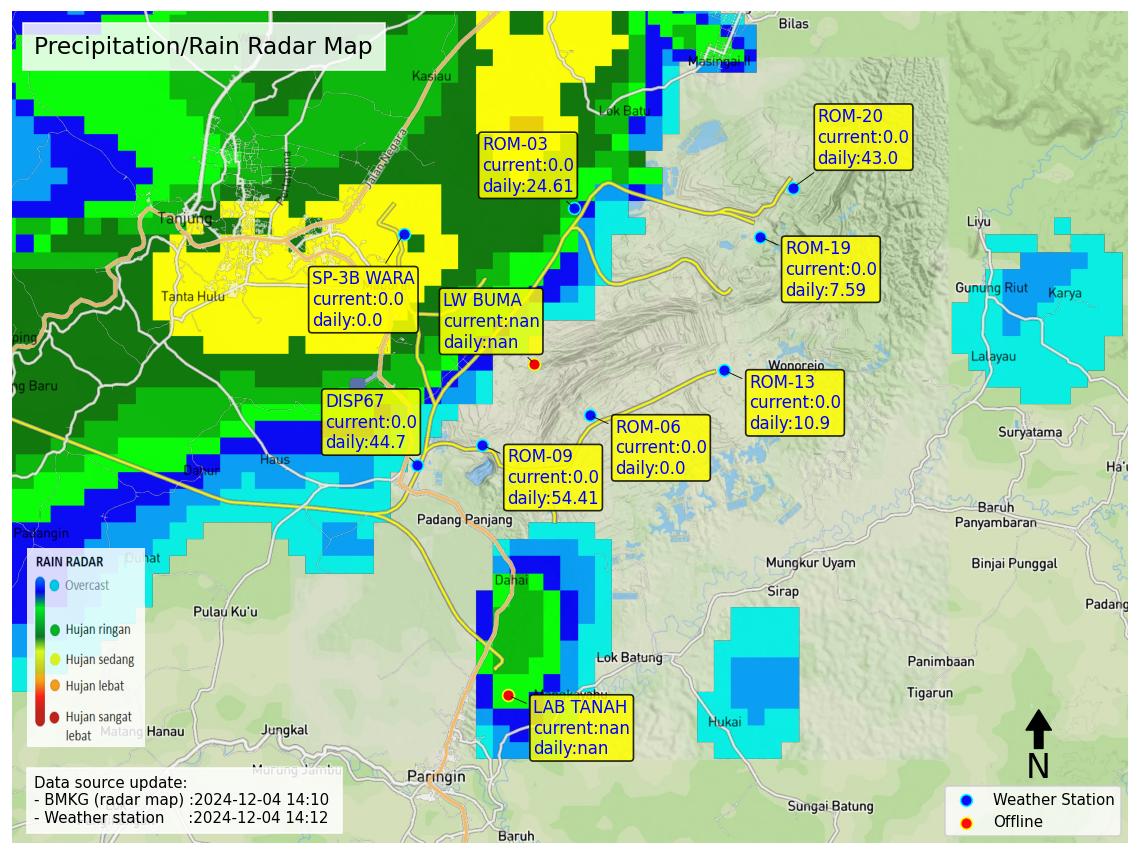 Precipitation/Rain Radar Map
Bilas
Masingai II
Kasiau
Lok Batu
Jalan Negara
ROM-20
current:0.0
daily:43.0
ROM-03
current:0.0
daily:24.61
Tanjung
Liyu
ROM-19
current:0.0
daily:7.59
SP-3B WARA
current:0.0
daily:0.0
Tanta Hulu
LW BUMA
current:nan
daily:nan
Gunung Riut
Karya
Lalayau
ping
ng Baru
Wonorejo
ROM-13
current:0.0
daily:10.9
DISP67
current:0.0
daily:44.7
ROM-06
current:0.0
daily:0.0
ROM-09
current:0.0
daily:54.41
Suryatama
Haus
Dahur
Ha'u
Padang Panjang
Baruh
Panyambaran
Padangin
Duhat
Mungkur Uyam
Binjai Punggal
RAIN RADAR
Overcast
Hujan ringan
Hujan sedang
Hujan lebat
Hujan sangat
lebat
Dahai
Sirap
Padang
Pulau Ku'u
Lok Batung
Panimbaan
Tigarun
LAB TANAH
current:nan
daily:nan
Hukai
Matang Hanau
Jungkal
Murung Jambu
Paringin
N
Data source update:
- BMKG (radar map) :2024-12-04 14:10
- Weather station :2024-12-04 14:12
Sungai Batung
Baruh
Weather Station
Offline